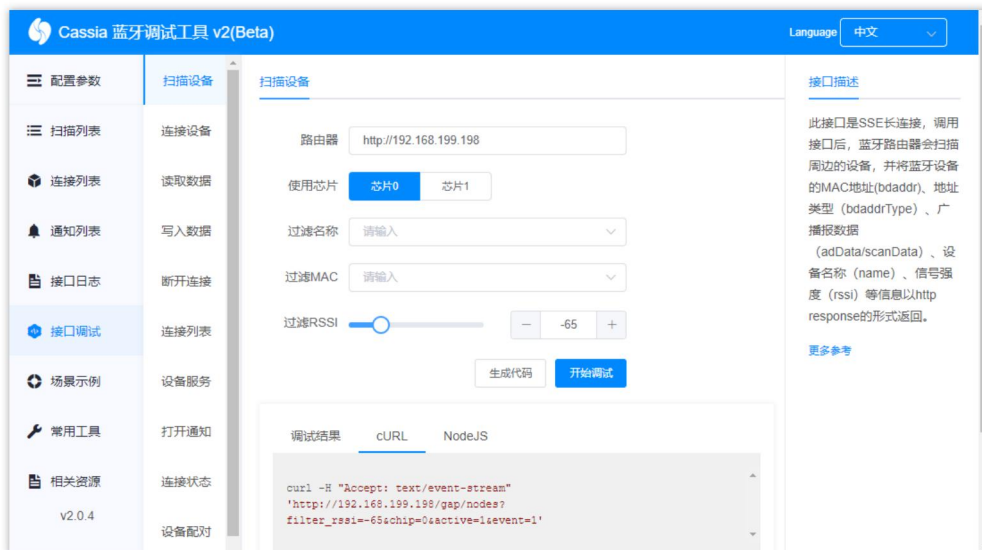 Cassia 蓝牙调试工具 v2(Beta)
Language 中文
配置参数
扫描列表
连接列表
通知列表
接口日志
接口调试
场景示例
常用工具
相关资源
v2.0.4
扫描设备
连接设备
读取数据
写入数据
断开连接
连接列表
设备服务
打开通知
连接状态
设备配对
扫描设备
路由器 http://192.168.199.198
使用芯片 芯片0 芯片1
过滤名称 请输入
过滤MAC 请输入
过滤RSSI — -65 +
生成代码 开始调试
调试结果 cURL NodeJS
curl -H "Accept: text/event-stream"
'http://192.168.199.198/gap/nodes?
filter_rssi=-65&chip=0&active=1&event=1'
接口描述
此接口是SSE长连接，调用
接口后，蓝牙路由器会扫描
周边的设备，并将蓝牙设备
的MAC地址(bdaddr)、地址
类型（bdaddrType）、广
播报数据
（adData/scanData）、设
备名称（name）、信号强
度（rssi）等信息以http
response的形式返回。
更多参考